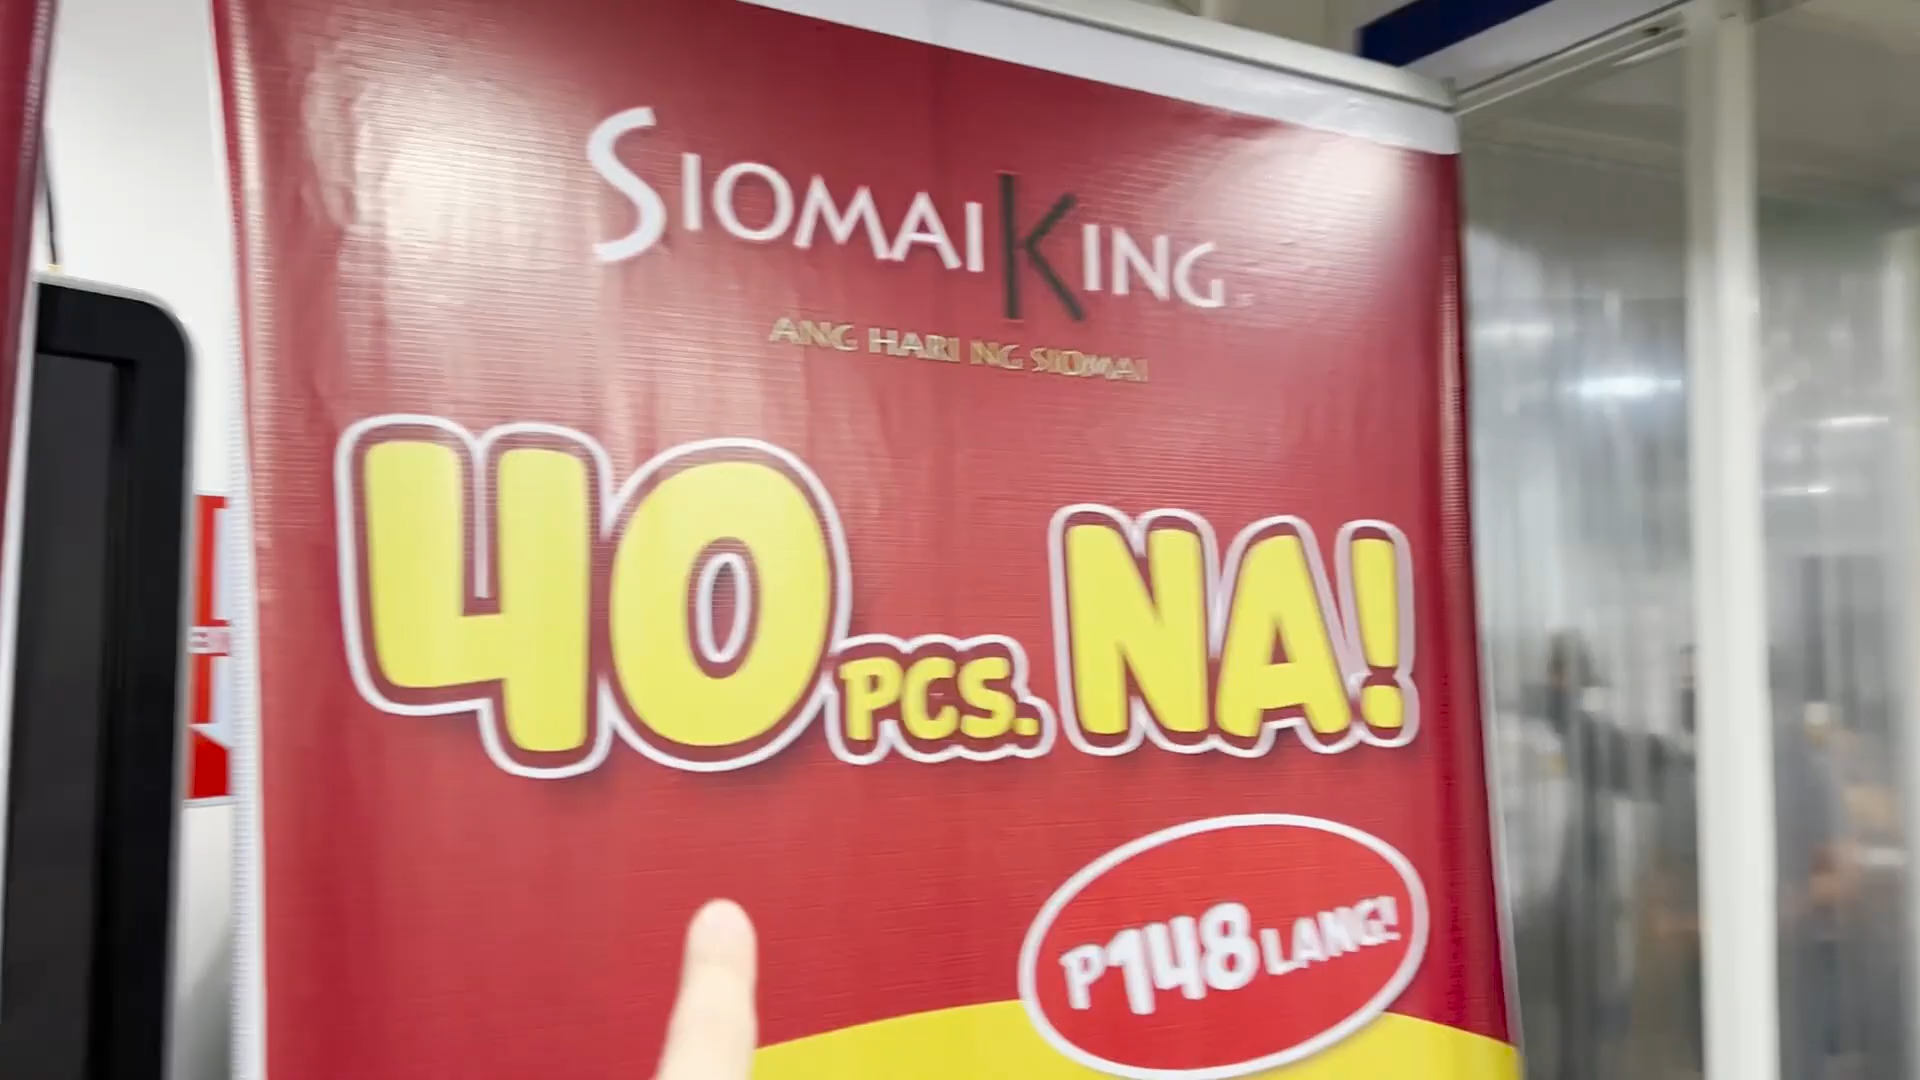 SIOMAI KING
ANG HARI NG SIOMAI
40 PCS. NA!
P148 LANG!